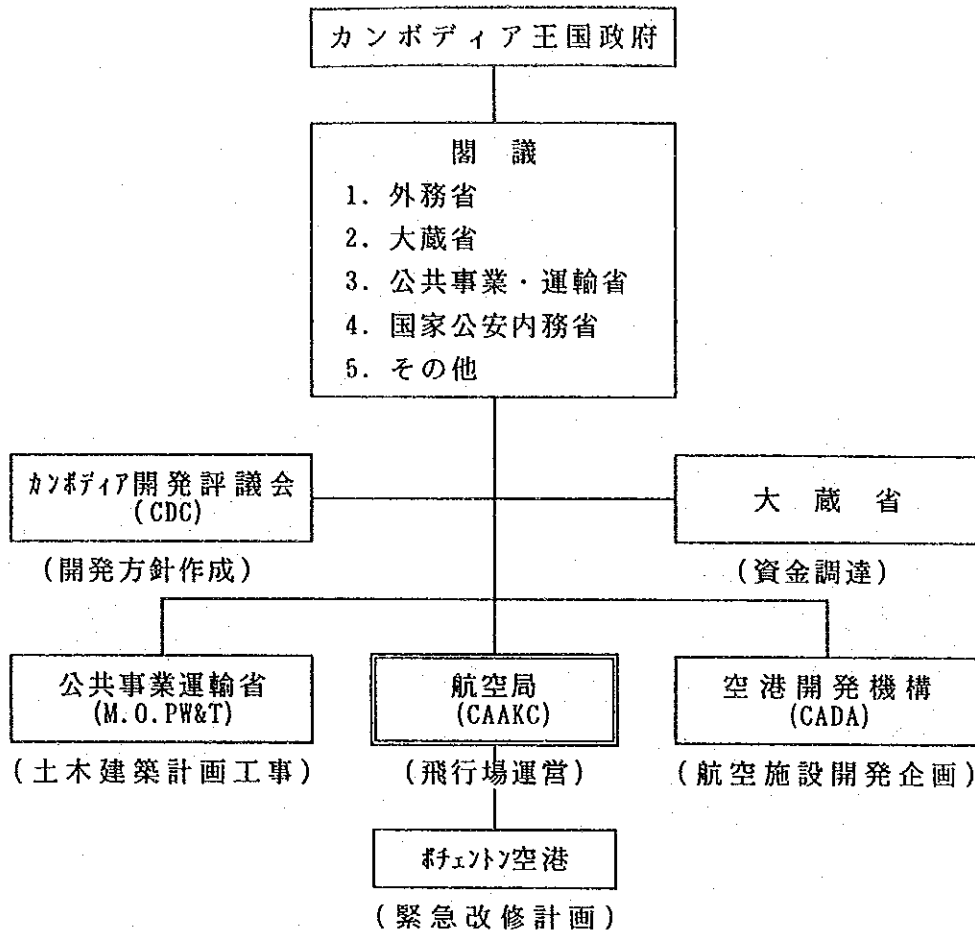 カンボディア王国政府
閣議
1. 外務省
2. 大蔵省
3. 公共事業・運輸省
4. 国家公安内務省
5. その他
カンボディア開発評議会
(CDC)
(開発方針作成)
大蔵省
(資金調達)
公共事業運輸省
(M.O.PW&T)
(土木建築計画工事)
航空局
(CAAKC)
(飛行場運営)
空港開発機構
(CADA)
(航空施設開発企画)
ポチェントン空港
(緊急改修計画)